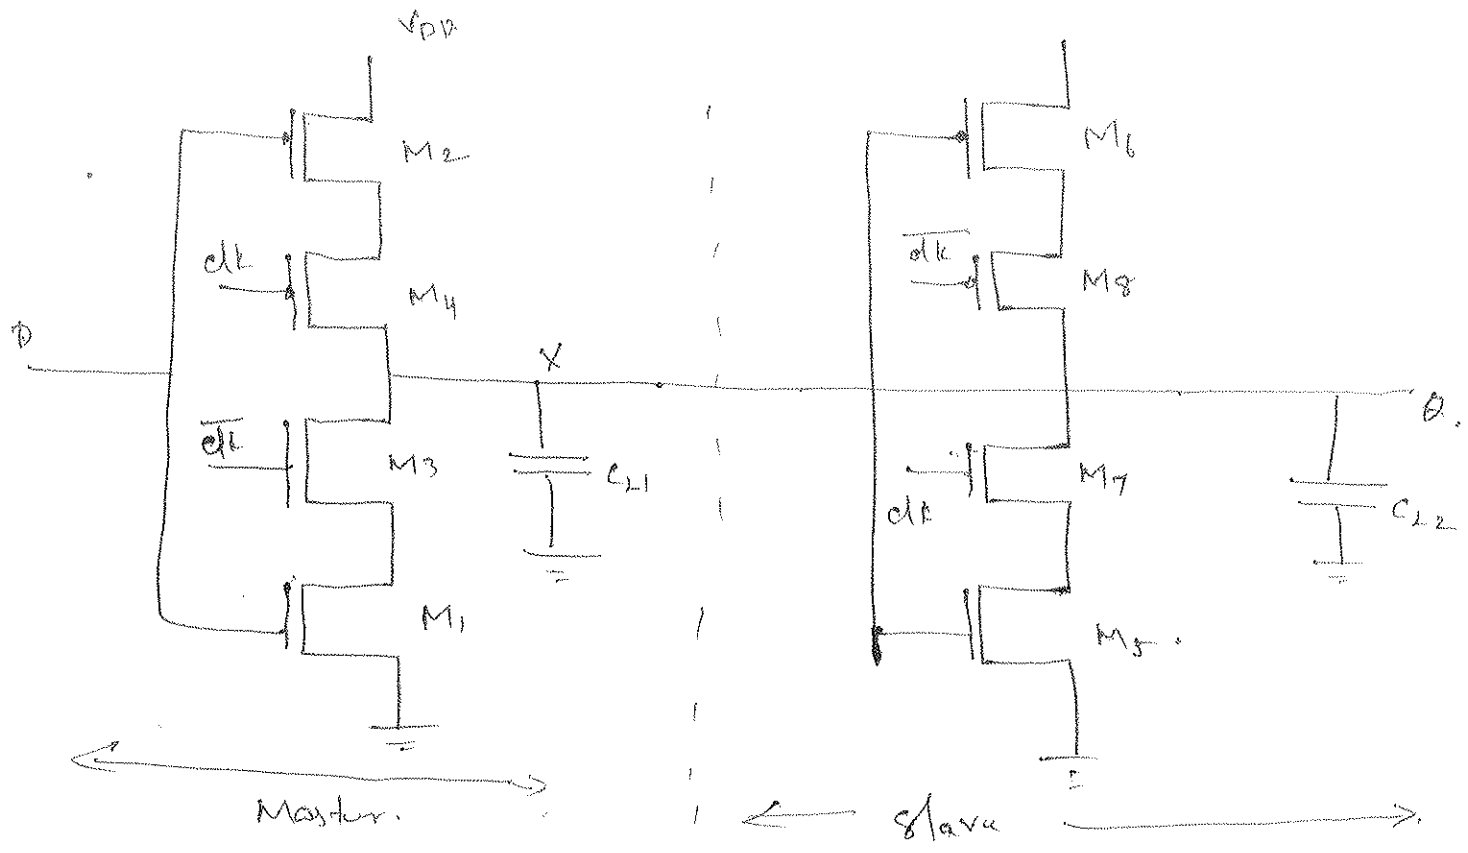 VDD
M2
clk
M4
D
X
clk
M3
CL1
M1
Master.
M6
clk
M8
Q.
M7
clk
CL2
M5.
Slave